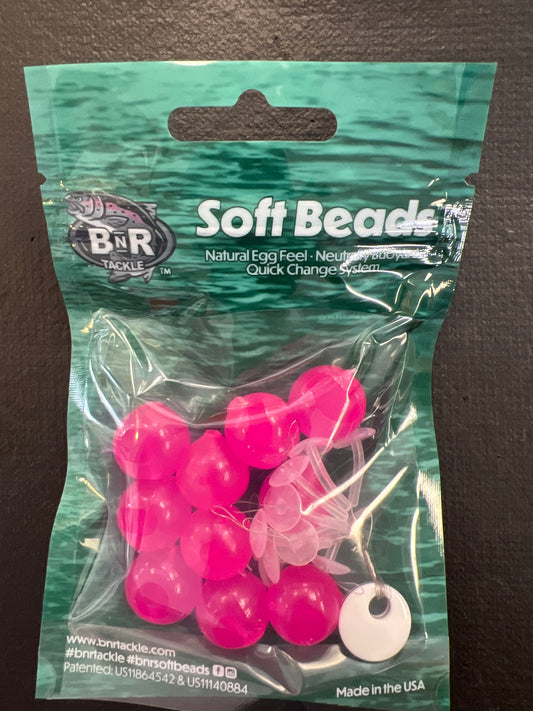 BnR
TACKLE
™
Soft Beads
Natural Egg Feel • Neutrally Buoyant
Quick Change System
www.bnrtackle.com
#bnrtackle #bnrsoftbeads
Patented: US11864542 & US11140884
Made in the USA